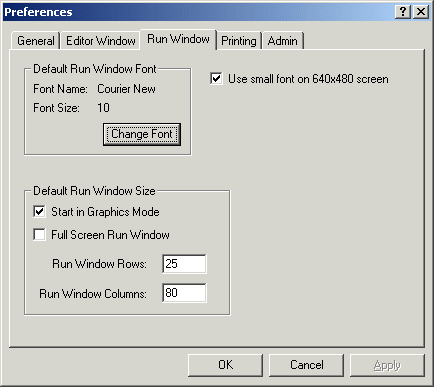 Preferences
General Editor Window Run Window Printing Admin
Default Run Window Font
Font Name: Courier New
Font Size: 10
Change Font
Use small font on 640x480 screen
Default Run Window Size
Start in Graphics Mode
Full Screen Run Window
Run Window Rows: 25
Run Window Columns: 80
OK Cancel Apply